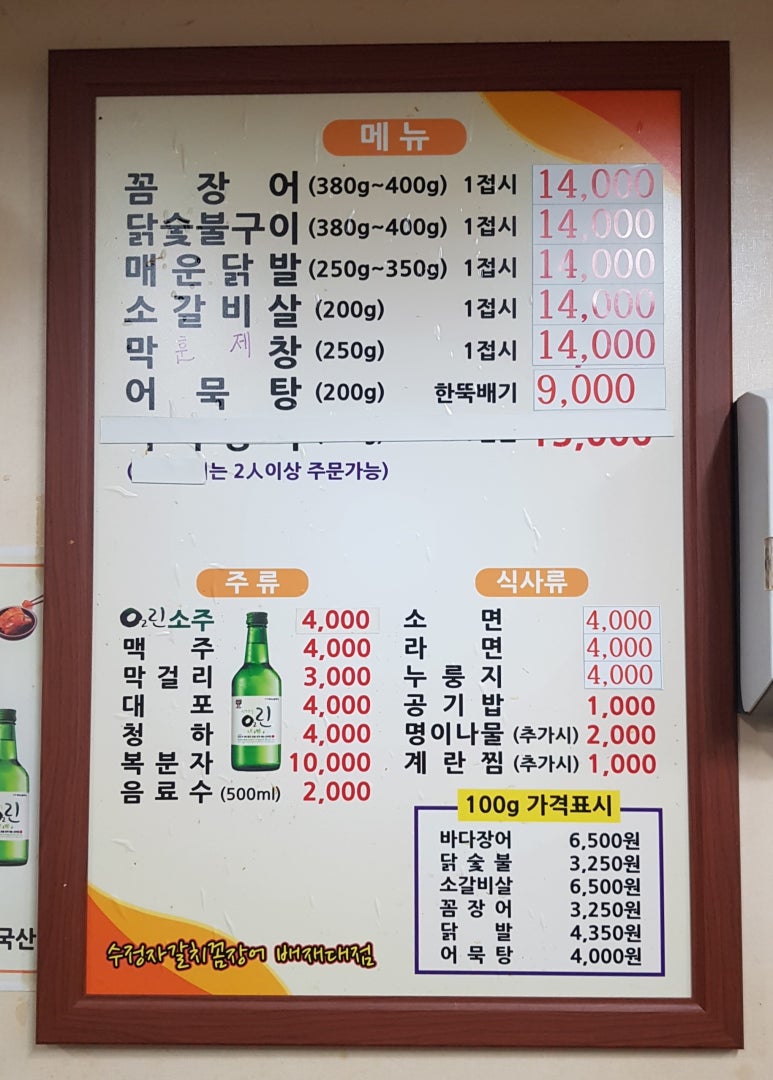 메뉴
꼼장어 (380g~400g) 1접시 14,000
닭숯불구이 (380g~400g) 1접시 14,000
매운닭발 (250g~350g) 1접시 14,000
소갈비살 (200g) 1접시 14,000
막훈제창 (250g) 1접시 14,000
어묵탕 (200g) 한뚝배기 9,000
는 2人이상 주문가능)
주류
O2린소주 4,000
맥주 4,000
막걸리 3,000
대포 4,000
청하 4,000
복분자 10,000
음료수 (500ml) 2,000
O2린
식사류
소면 4,000
라면 4,000
누룽지 4,000
공기밥 1,000
명이나물 (추가시) 2,000
계란찜 (추가시) 1,000
100g 가격표시
바다장어 6,500원
닭숯불 3,250원
소갈비살 6,500원
꼼장어 3,250원
닭발 4,350원
어묵탕 4,000원
수정자갈치꼼장어 배재대점
린
국산